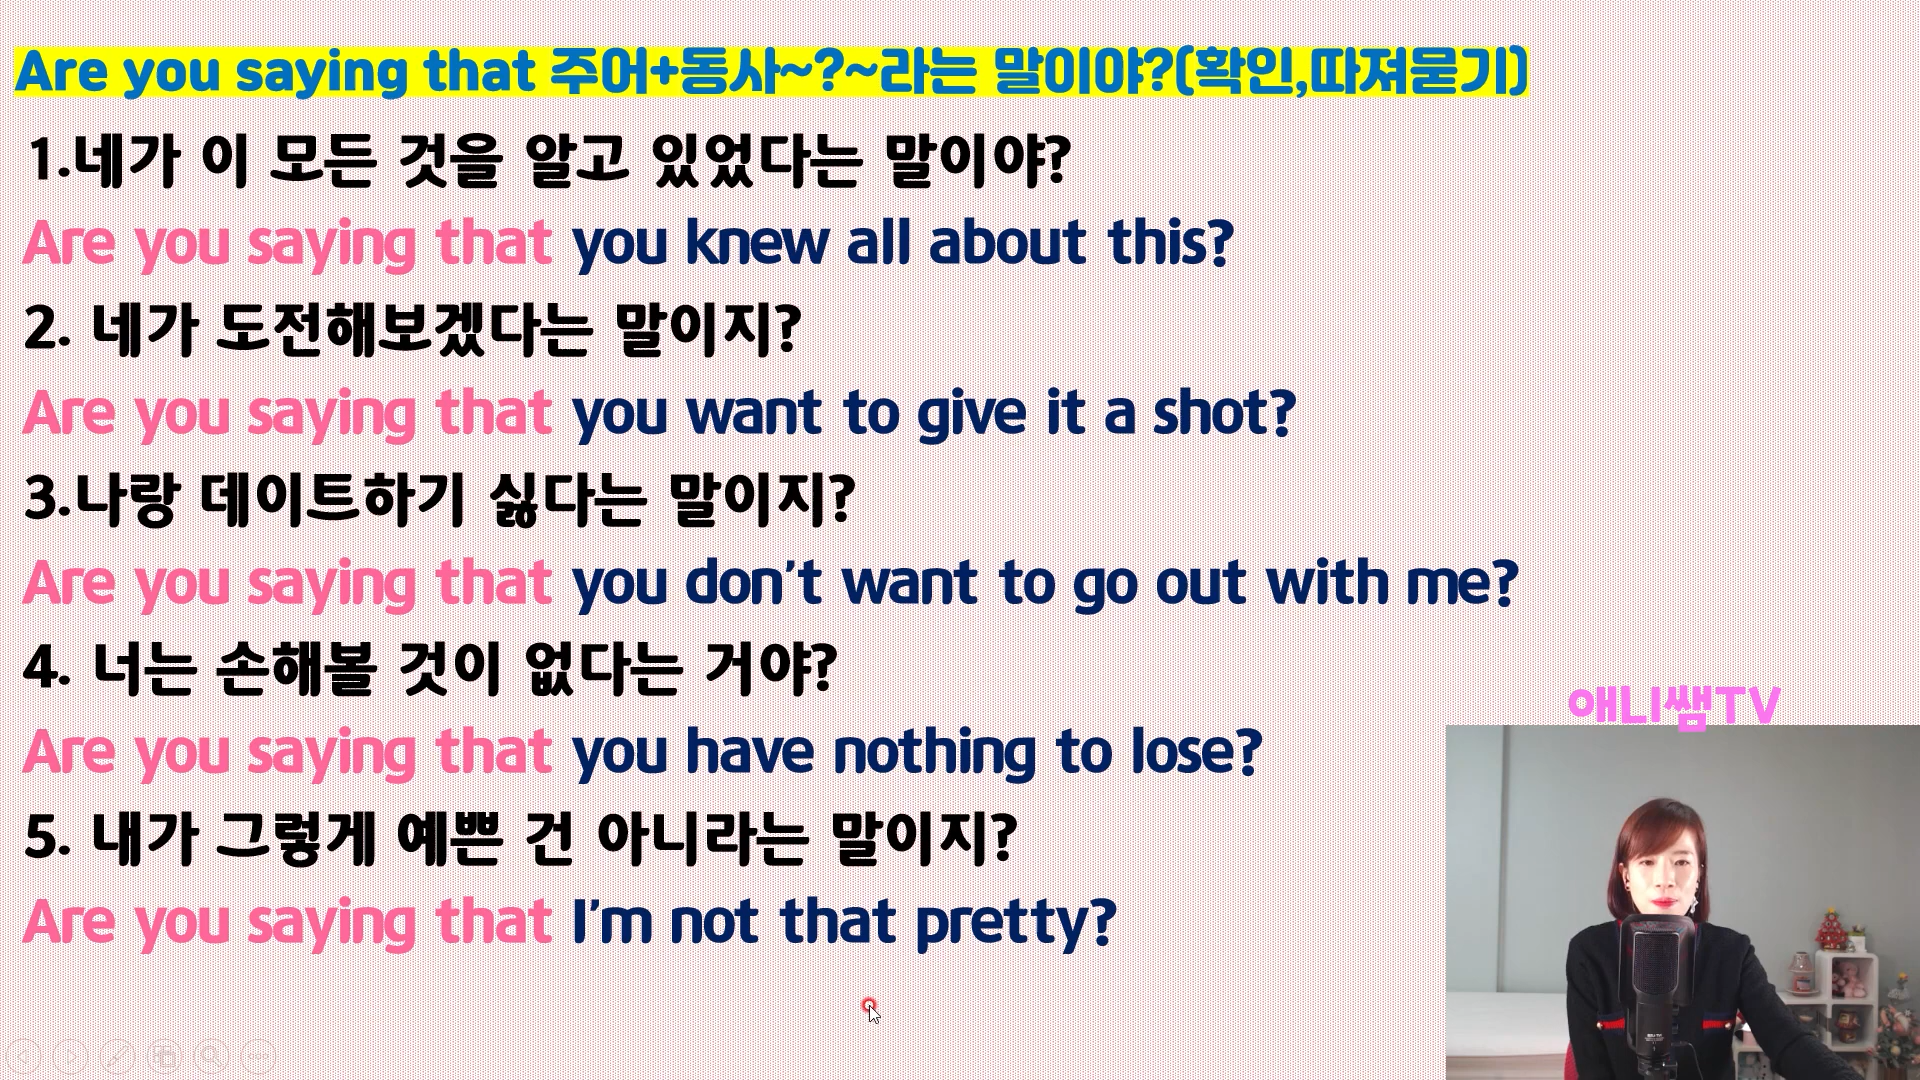 Are you saying that 주어+동사~?~라는 말이야?(확인,따져묻기)
1.네가 이 모든 것을 알고 있었다는 말이야?
Are you saying that you knew all about this?
2. 네가 도전해보겠다는 말이지?
Are you saying that you want to give it a shot?
3.나랑 데이트하기 싫다는 말이지?
Are you saying that you don't want to go out with me?
4. 너는 손해볼 것이 없다는 거야?
Are you saying that you have nothing to lose?
5. 내가 그렇게 예쁜 건 아니라는 말이지?
Are you saying that I'm not that pretty?
애니쌤TV